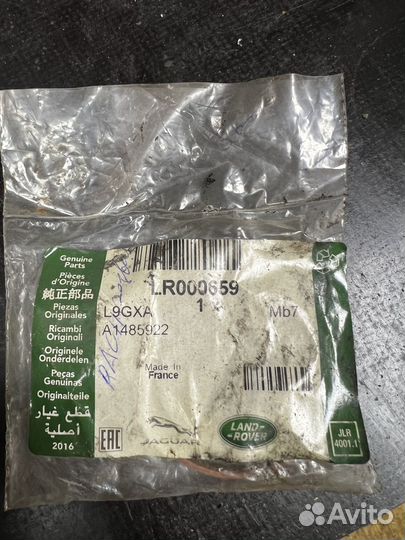 Genuine
Parts
Pièces
d'Origine
純正部品
Piezas
Originales
Ricambi
Originali
Originele
Onderdelen
Peças
Genuínas
Originalteile
قطع غيار
أصلية
2016
LR000659
1
L9GXA
Mb7
A1485922
Made In
France
EAC
JAGUAR
LAND-
ROVER
JLR
4001.1
Avito